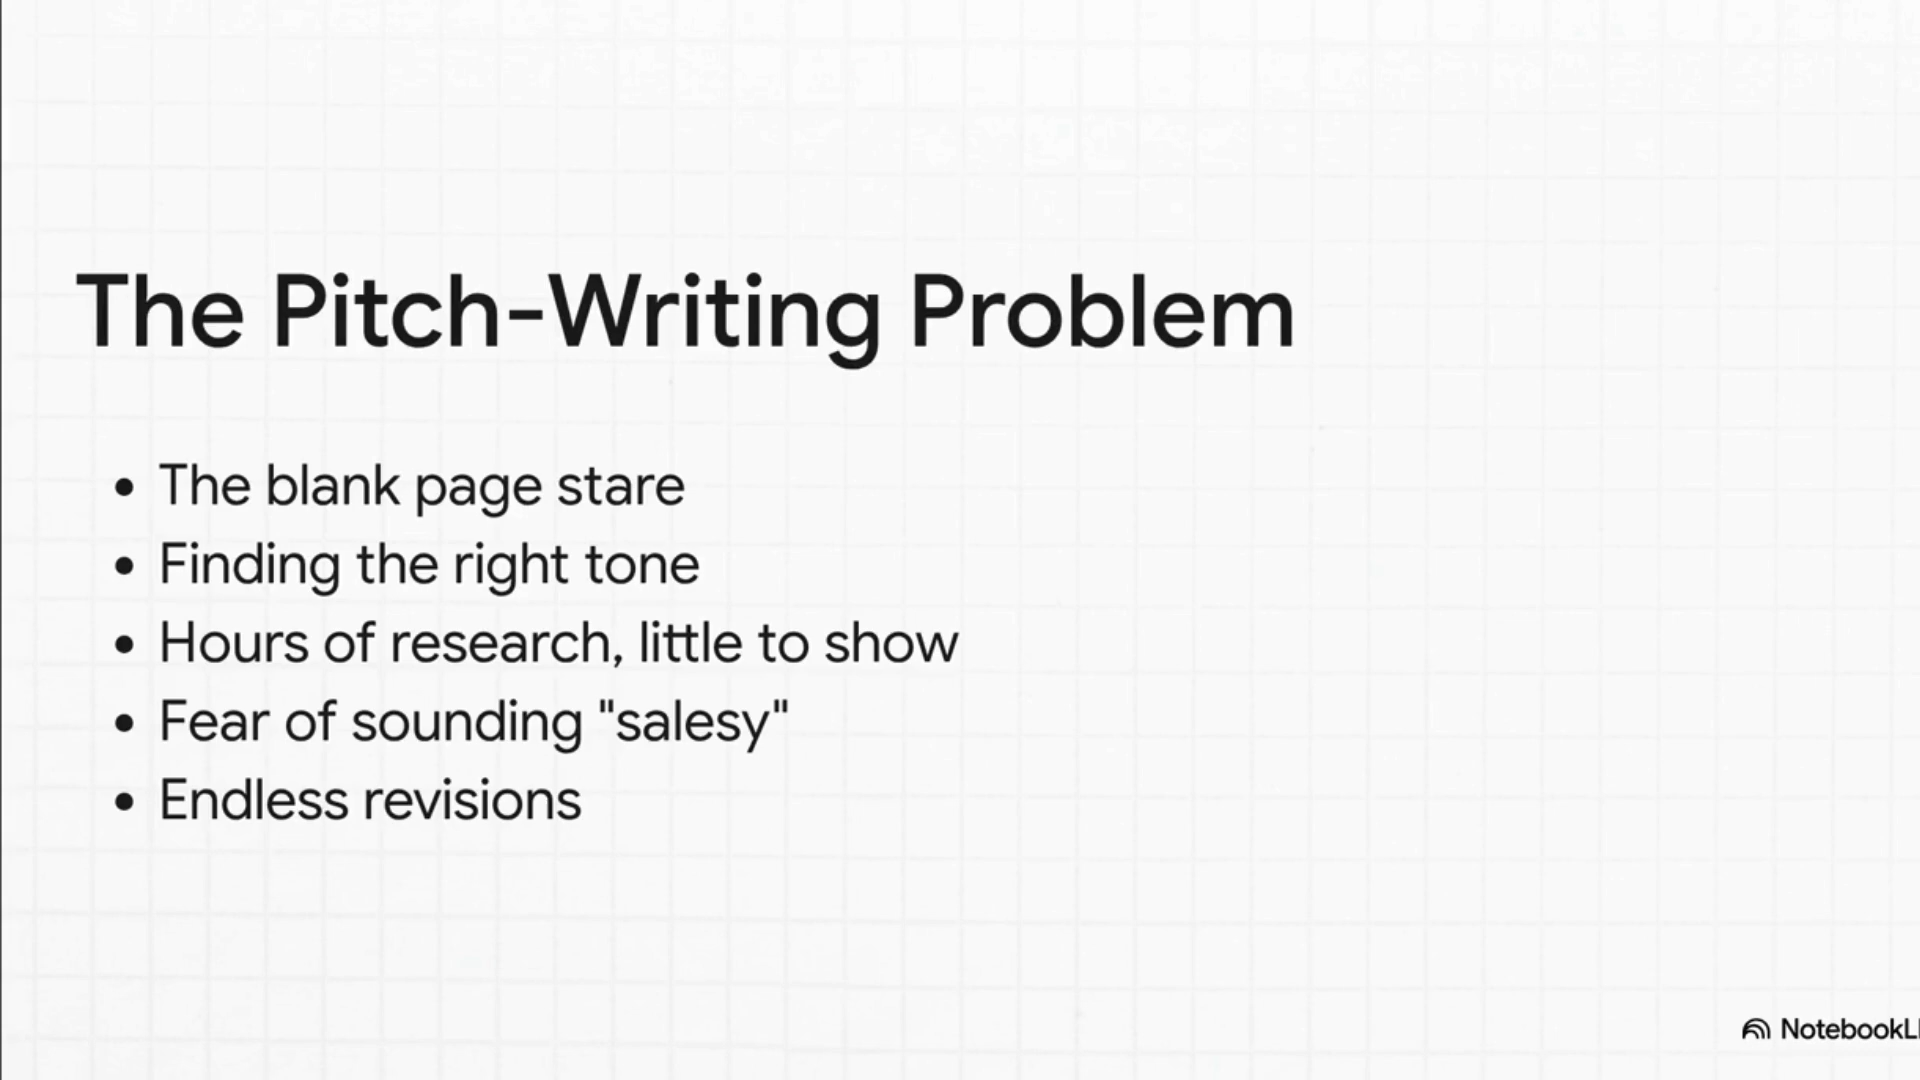 The Pitch-Writing Problem
• The blank page stare
• Finding the right tone
• Hours of research, little to show
• Fear of sounding "salesy"
• Endless revisions
NotebookL